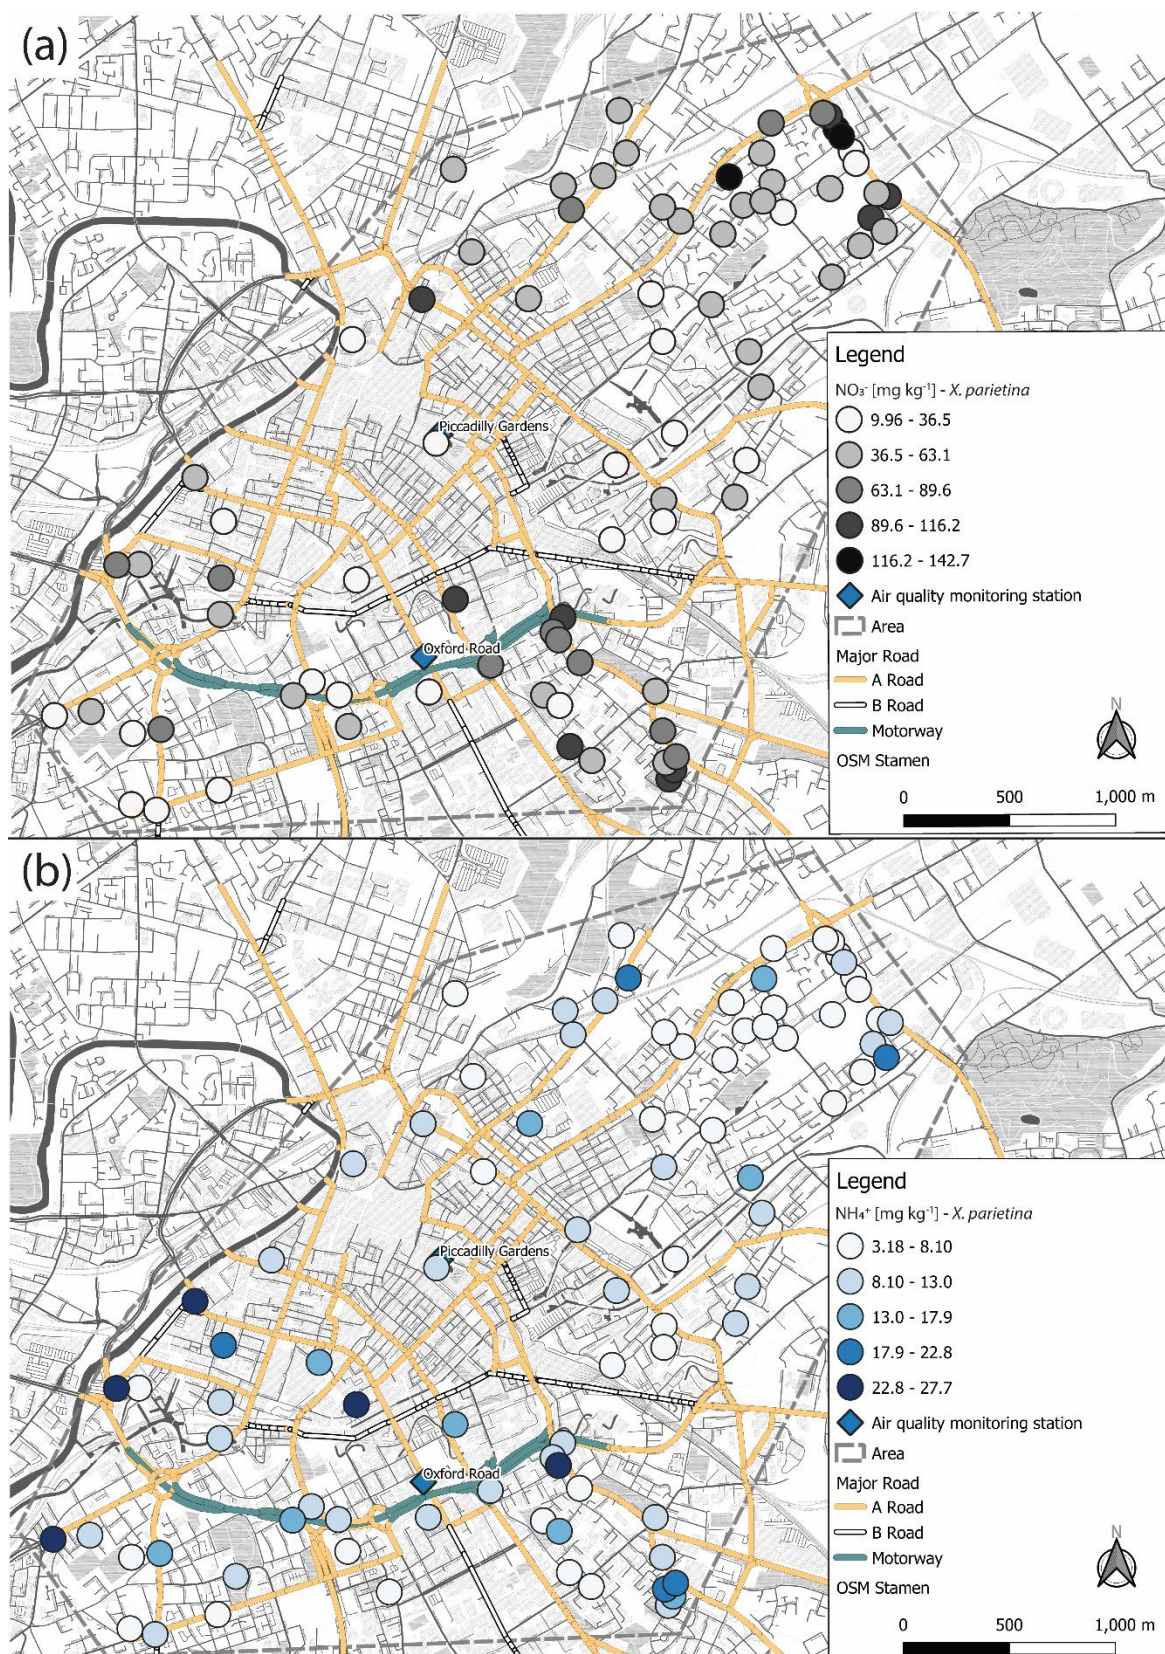 (a)
Piccadilly Gardens
Oxford Road
Legend
NO₃⁻ [mg kg⁻¹] - X. parietina
9.96 - 36.5
36.5 - 63.1
63.1 - 89.6
89.6 - 116.2
116.2 - 142.7
Air quality monitoring station
Area
Major Road
A Road
B Road
Motorway
OSM Stamen
N
0 500 1,000 m
(b)
Piccadilly Gardens
Oxford Road
Legend
NH₄⁺ [mg kg⁻¹] - X. parietina
3.18 - 8.10
8.10 - 13.0
13.0 - 17.9
17.9 - 22.8
22.8 - 27.7
Air quality monitoring station
Area
Major Road
A Road
B Road
Motorway
OSM Stamen
N
0 500 1,000 m